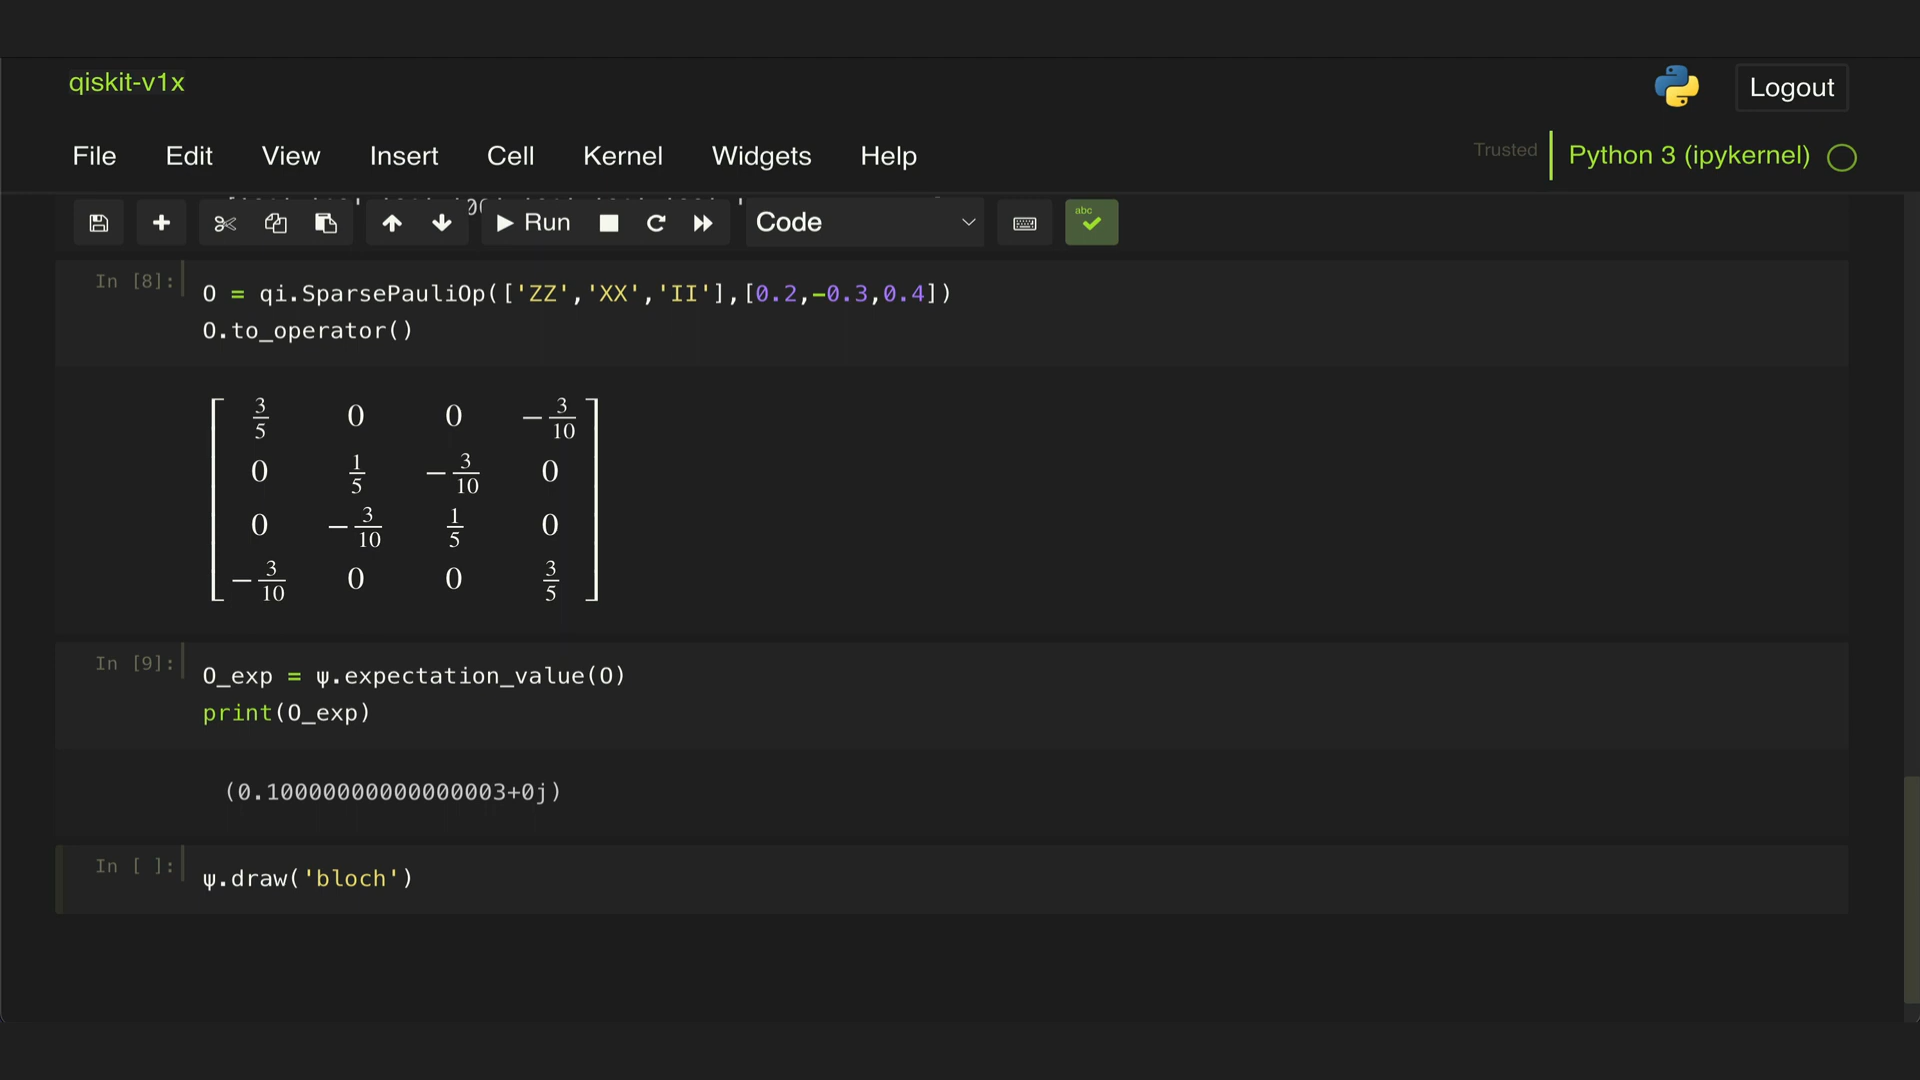 qiskit-v1x
Logout
File Edit View Insert Cell Kernel Widgets Help
Trusted Python 3 (ipykernel)
Run Code abc
In [8]: O = qi.SparsePauliOp(['ZZ','XX','II'],[0.2,-0.3,0.4])
O.to_operator()
3/5 0 0 −3/10
0 1/5 −3/10 0
0 −3/10 1/5 0
−3/10 0 0 3/5
In [9]: O_exp = ψ.expectation_value(O)
print(O_exp)
(0.10000000000000003+0j)
In [ ]: ψ.draw('bloch')